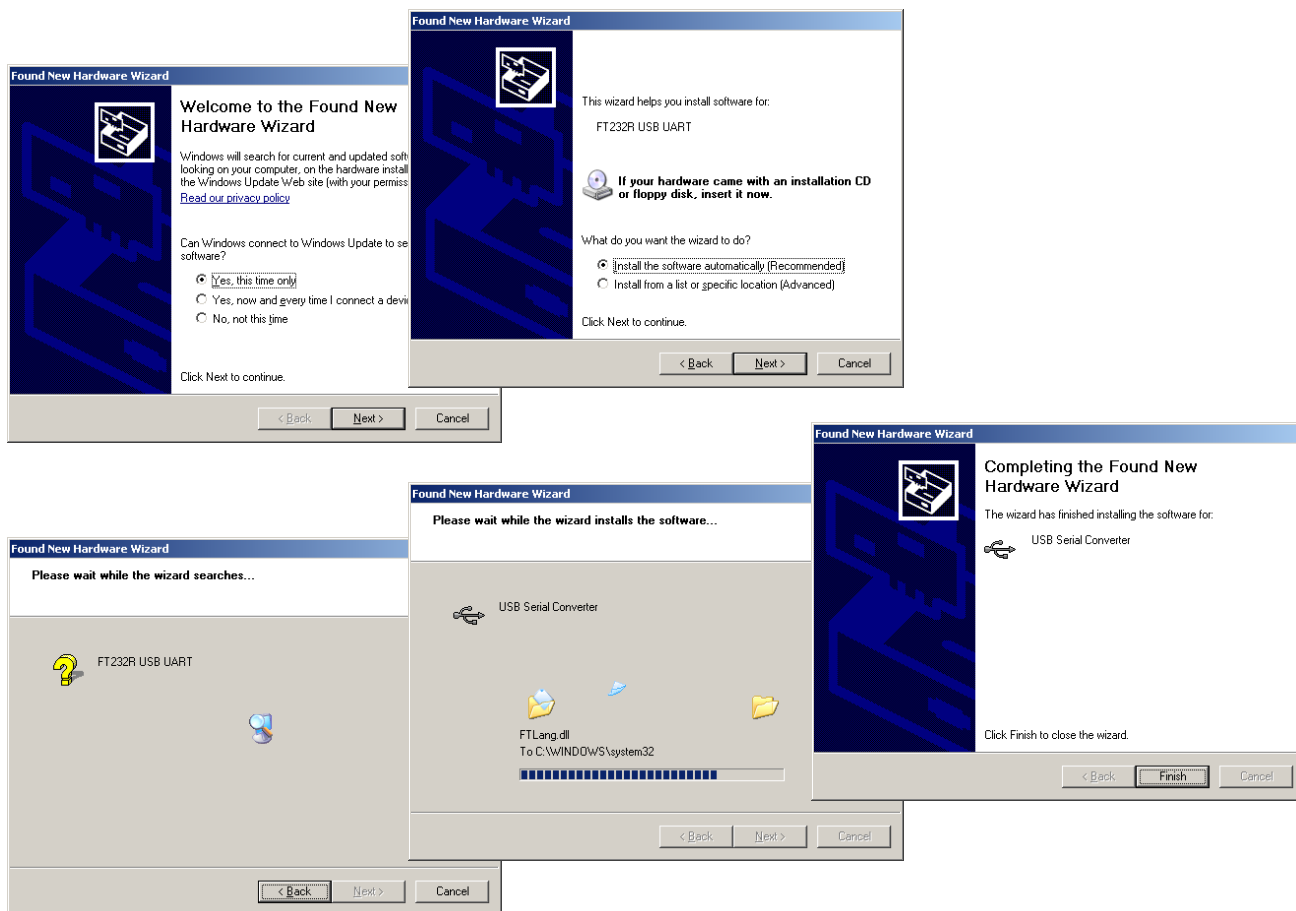 Found New Hardware Wizard
Welcome to the Found New
Hardware Wizard
Windows will search for current and updated
looking on your computer, on the hardware
the Windows Update Web site (with your
Read our privacy policy
Can Windows connect to Windows Update to
software?
Yes, this time only
Yes, now and every time I connect a
No, not this time
Click Next to continue.
< Back
Next >
Cancel
Found New Hardware Wizard
This wizard helps you install software for:
FT232R USB UART
If your hardware came with an installation CD
or floppy disk, insert it now.
What do you want the wizard to do?
Install the software automatically (Recommended)
Install from a list or specific location (Advanced)
Click Next to continue.
< Back
Next >
Cancel
Found New Hardware Wizard
Please wait while the wizard searches...
FT232R USB UART
< Back
Next >
Cancel
Found New Hardware Wizard
Please wait while the wizard installs the software...
USB Serial Converter
FTLang.dll
To C:\WINDOWS\system32
< Back
Next >
Cancel
Found New Hardware Wizard
Completing the Found New
Hardware Wizard
The wizard has finished installing the software for:
USB Serial Converter
Click Finish to close the wizard.
< Back
Finish
Cancel